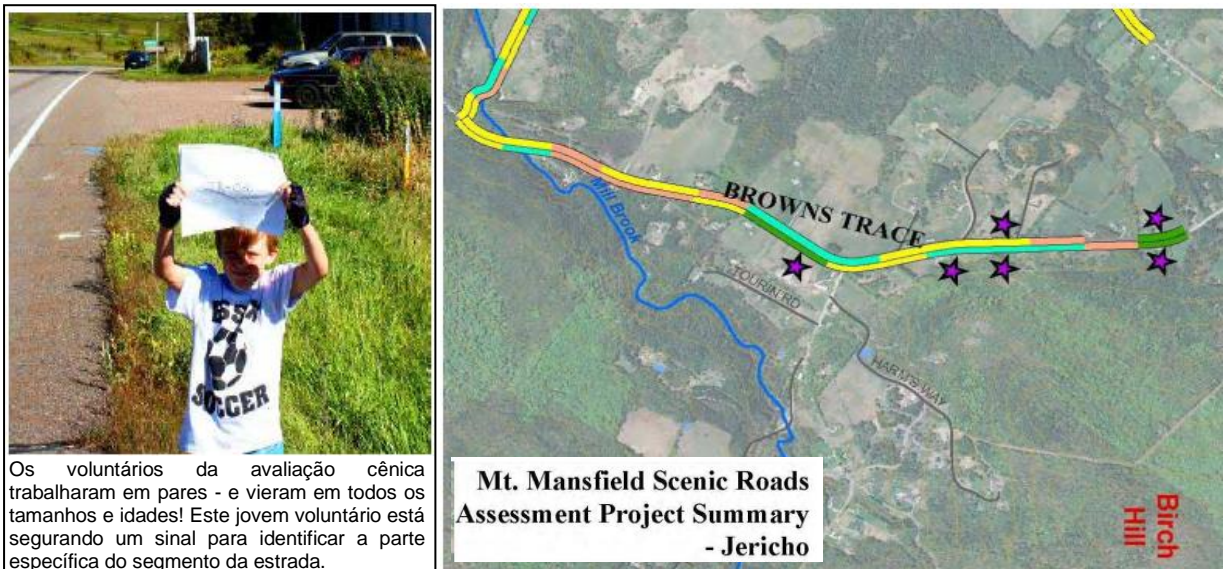 ESSX
SOCCER
Os voluntários da avaliação cênica
trabalharam em pares - e vieram em todos os
tamanhos e idades! Este jovem voluntário está
segurando um sinal para identificar a parte
específica do segmento da estrada.
Mill Brook
BROWNS TRACE
TOURIN RD
HARM'S WAY
Mt. Mansfield Scenic Roads
Assessment Project Summary
- Jericho
Birch
Hill